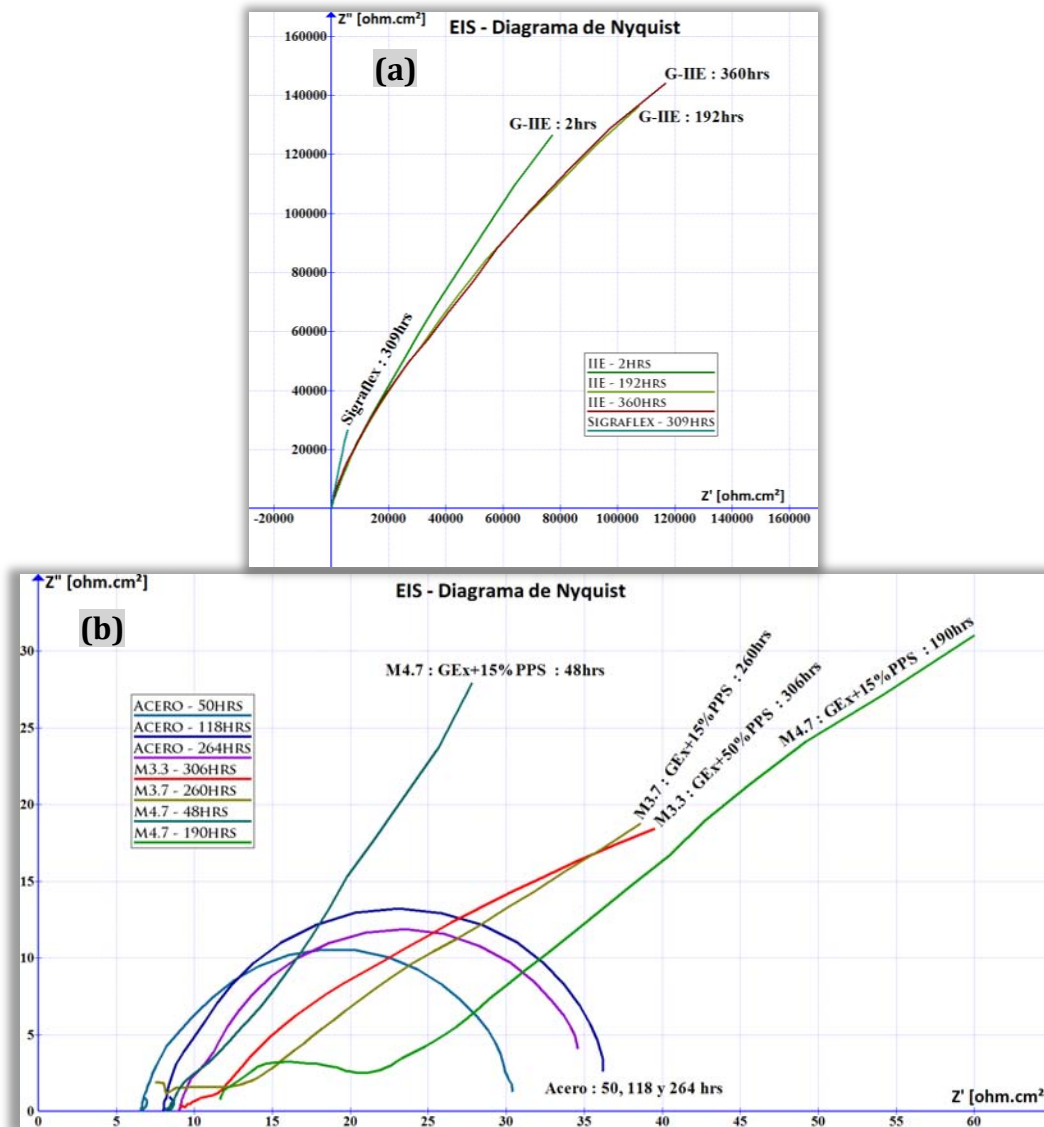 Z" [ohm.cm²]
EIS - Diagrama de Nyquist
(a)
160000
140000
120000
100000
80000
60000
40000
20000
G-IIE : 360hrs
G-IIE : 192hrs
G-IIE : 2hrs
Sigraflex : 309hrs
IIE - 2HRS
IIE - 192HRS
IIE - 360HRS
SIGRAFLEX - 309HRS
Z' [ohm.cm²]
-20000 20000 40000 60000 80000 100000 120000 140000 160000
Z" [ohm.cm²]
EIS - Diagrama de Nyquist
(b)
30
25
20
15
10
5
0
M4.7 : GEx+15%PPS : 48hrs
M3.7 : GEx+15%PPS : 260hrs
M3.3 : GEx+50%PPS : 306hrs
M4.7 : GEx+15%PPS : 190hrs
ACERO - 50HRS
ACERO - 118HRS
ACERO - 264HRS
M3.3 - 306HRS
M3.7 - 260HRS
M4.7 - 48HRS
M4.7 - 190HRS
Acero : 50, 118 y 264 hrs
Z' [ohm.cm²]
0 5 10 15 20 25 30 35 40 45 50 55 60